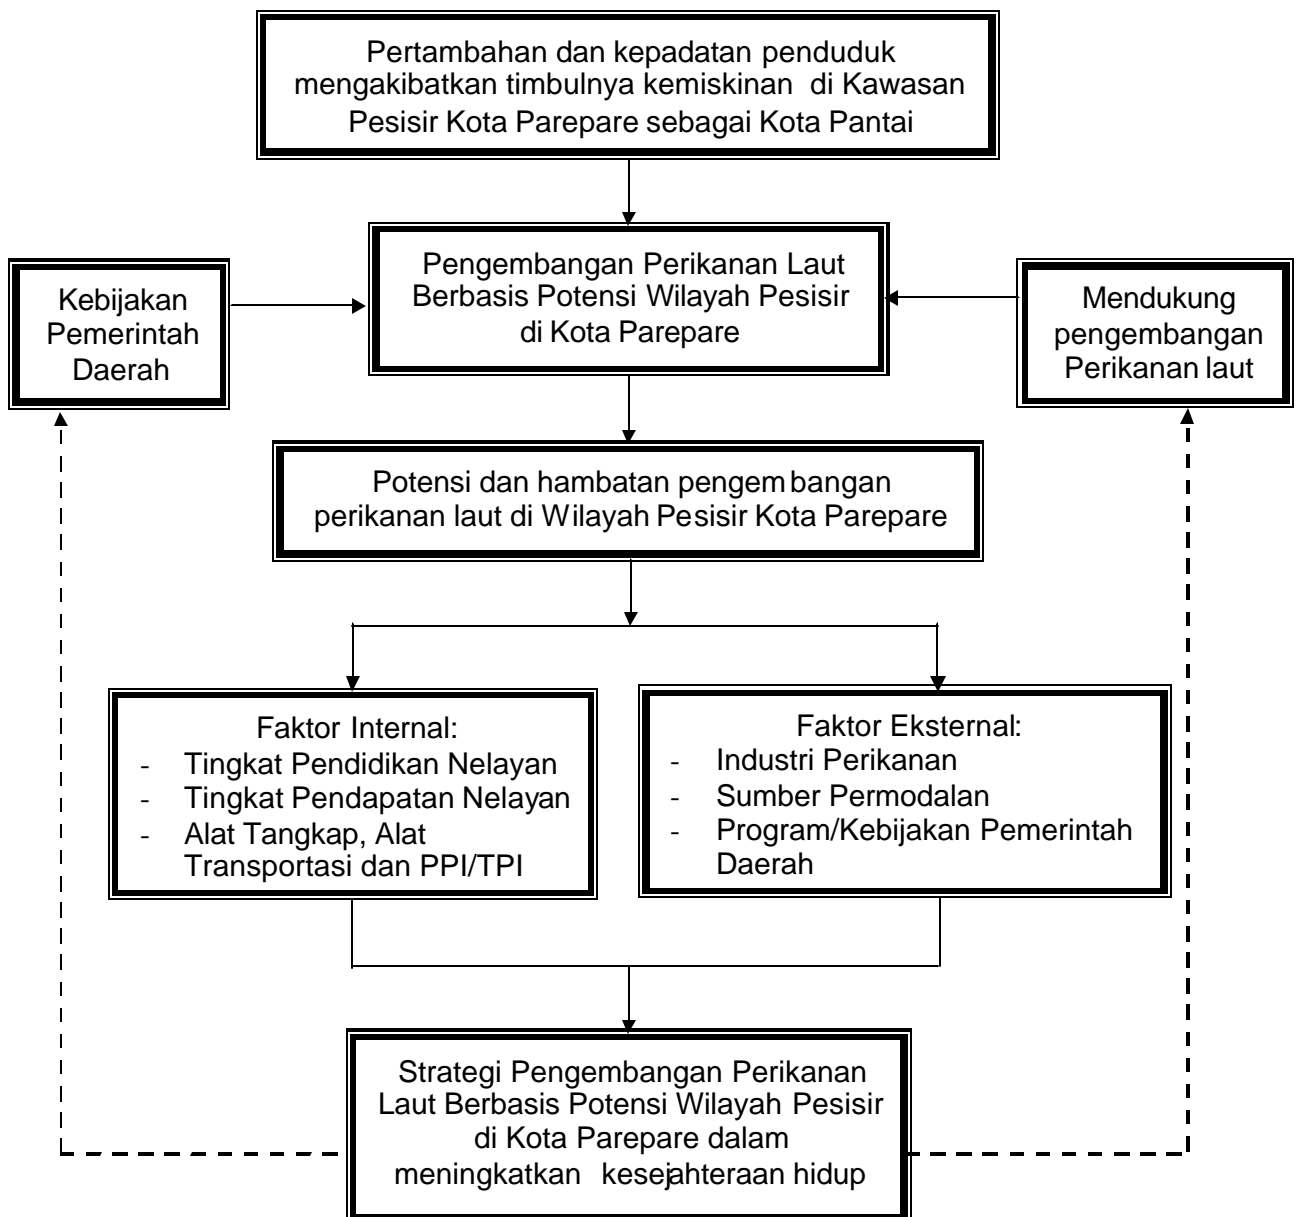 Pertambahan dan kepadatan penduduk
mengakibatkan timbulnya kemiskinan di Kawasan
Pesisir Kota Parepare sebagai Kota Pantai
Pengembangan Perikanan Laut
Berbasis Potensi Wilayah Pesisir
di Kota Parepare
Kebijakan
Pemerintah
Daerah
Mendukung
pengembangan
Perikanan laut
Potensi dan hambatan pengembangan
perikanan laut di Wilayah Pesisir Kota Parepare
Faktor Internal:
- Tingkat Pendidikan Nelayan
- Tingkat Pendapatan Nelayan
- Alat Tangkap, Alat
Transportasi dan PPI/TPI
Faktor Eksternal:
- Industri Perikanan
- Sumber Permodalan
- Program/Kebijakan Pemerintah
Daerah
Strategi Pengembangan Perikanan
Laut Berbasis Potensi Wilayah Pesisir
di Kota Parepare dalam
meningkatkan kesejahteraan hidup